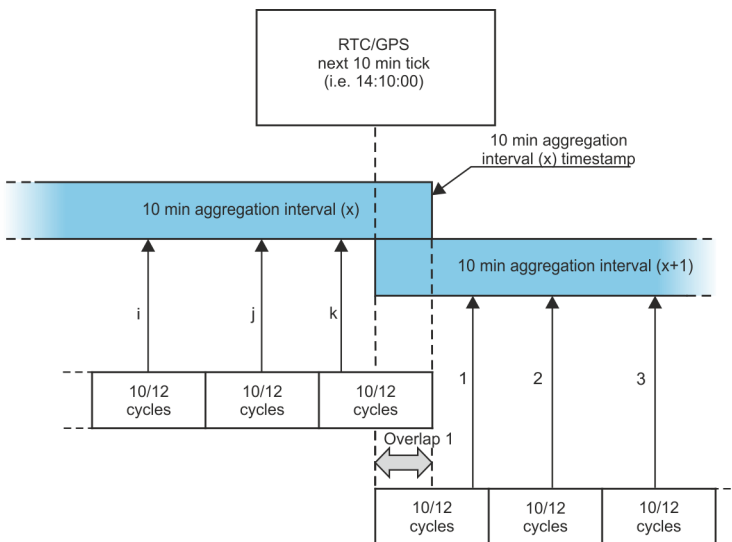 RTC/GPS
next 10 min tick
(i.e. 14:10:00)
10 min aggregation
interval (x) timestamp
10 min aggregation interval (x)
10 min aggregation interval (x+1)
i
j
k
1
2
3
10/12
cycles
10/12
cycles
10/12
cycles
Overlap 1
10/12
cycles
10/12
cycles
10/12
cycles